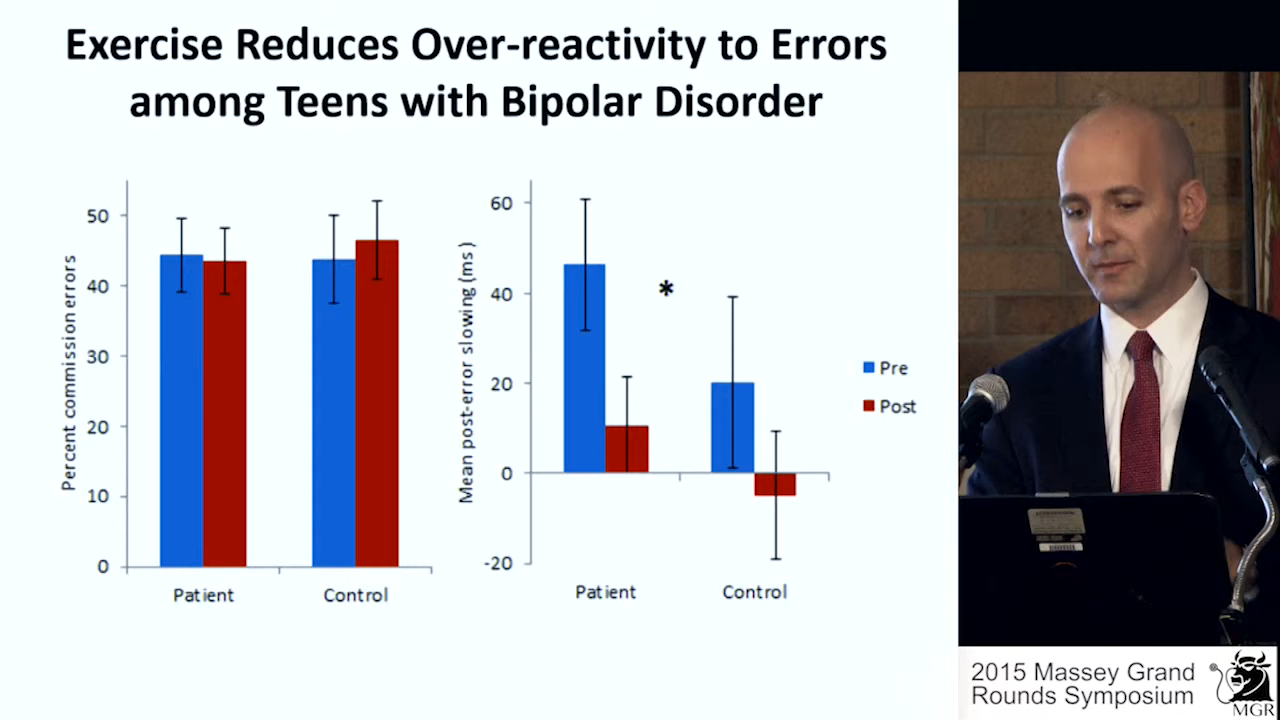 Exercise Reduces Over-reactivity to Errors
among Teens with Bipolar Disorder
Percent commission errors
50
40
30
20
10
0
Patient
Control
Mean post-error slowing (ms)
60
40
20
0
-20
*
Patient
Control
Pre
Post
2015 Massey Grand
Rounds Symposium
MGR